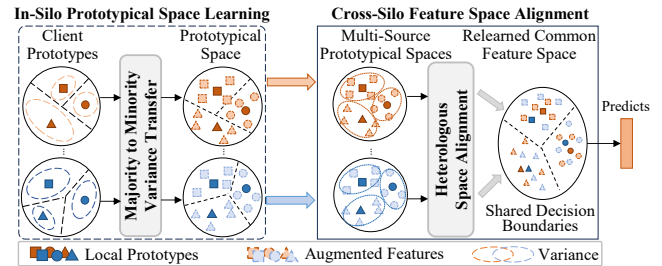 In-Silo Prototypical Space Learning
Cross-Silo Feature Space Alignment
Client
Prototypes
Prototypical
Space
Multi-Source
Prototypical Spaces
Relearned Common
Feature Space
Majority to Minority
Variance Transfer
Heterologous
Space Alignment
Predicts
Shared Decision
Boundaries
Local Prototypes
Augmented Features
Variance